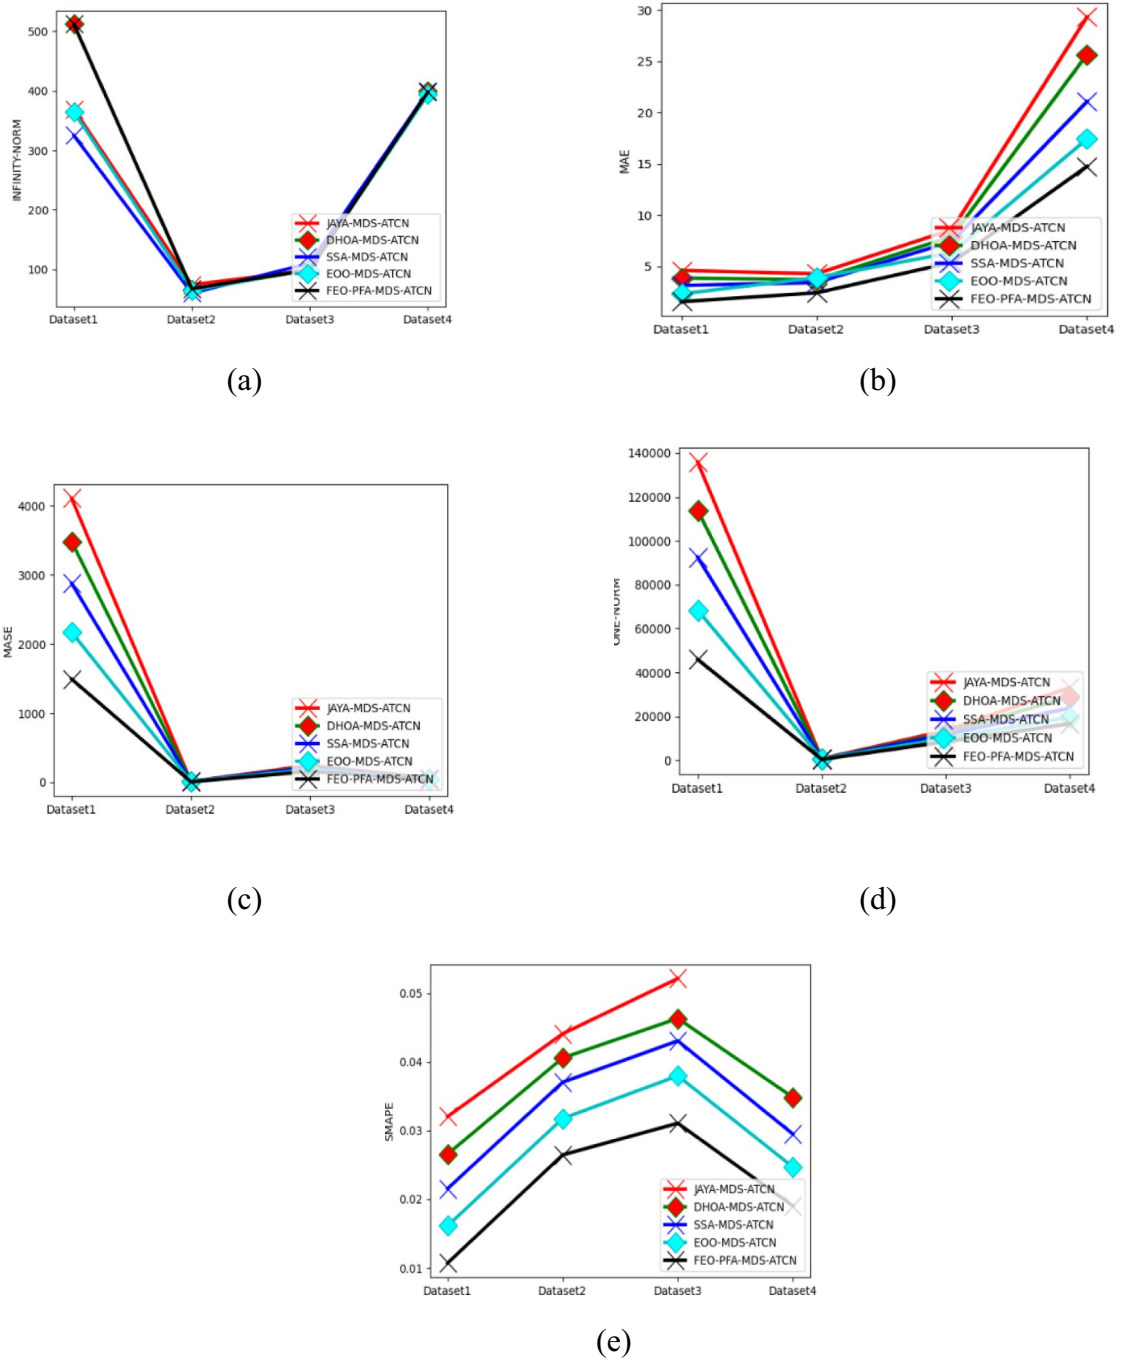 500
400
300
200
100
INFINITY-NORM
JAYA-MDS-ATCN
DHOA-MDS-ATCN
SSA-MDS-ATCN
EOO-MDS-ATCN
FEO-PFA-MDS-ATCN
Dataset1 Dataset2 Dataset3 Dataset4
(a)
30
25
20
15
10
5
MAE
JAYA-MDS-ATCN
DHOA-MDS-ATCN
SSA-MDS-ATCN
EOO-MDS-ATCN
FEO-PFA-MDS-ATCN
Dataset1 Dataset2 Dataset3 Dataset4
(b)
4000
3000
2000
1000
0
MASE
JAYA-MDS-ATCN
DHOA-MDS-ATCN
SSA-MDS-ATCN
EOO-MDS-ATCN
FEO-PFA-MDS-ATCN
Dataset1 Dataset2 Dataset3 Dataset4
(c)
140000
120000
100000
80000
60000
40000
20000
0
ONE-NORM
JAYA-MDS-ATCN
DHOA-MDS-ATCN
SSA-MDS-ATCN
EOO-MDS-ATCN
FEO-PFA-MDS-ATCN
Dataset1 Dataset2 Dataset3 Dataset4
(d)
0.05
0.04
0.03
0.02
0.01
SMAPE
JAYA-MDS-ATCN
DHOA-MDS-ATCN
SSA-MDS-ATCN
EOO-MDS-ATCN
FEO-PFA-MDS-ATCN
Dataset1 Dataset2 Dataset3 Dataset4
(e)